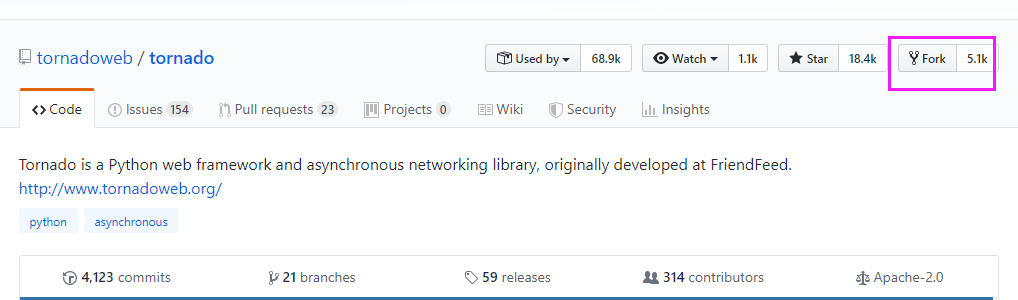 tornadoweb / tornado Used by 68.9k Watch 1.1k Star 18.4k Fork 5.1k
Code Issues 154 Pull requests 23 Projects 0 Wiki Security Insights
Tornado is a Python web framework and asynchronous networking library, originally developed at FriendFeed.
http://www.tornadoweb.org/
python asynchronous
4,123 commits 21 branches 59 releases 314 contributors Apache-2.0